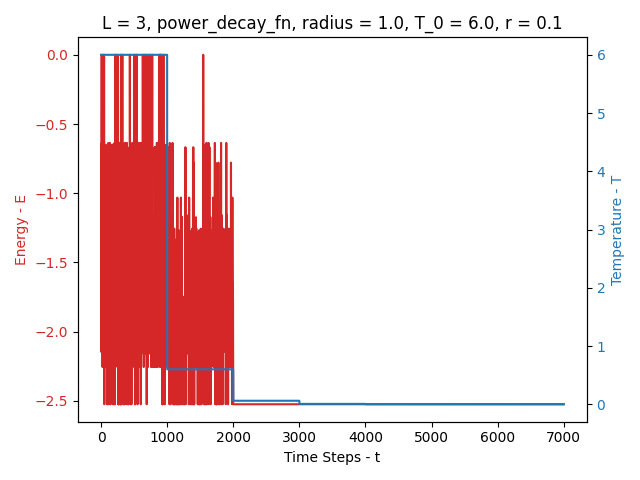 L = 3, power_decay_fn, radius = 1.0, T_0 = 6.0, r = 0.1
0.0
−0.5
−1.0
−1.5
−2.0
−2.5
Energy - E
6
5
4
3
2
1
0
Temperature - T
0 1000 2000 3000 4000 5000 6000 7000
Time Steps - t